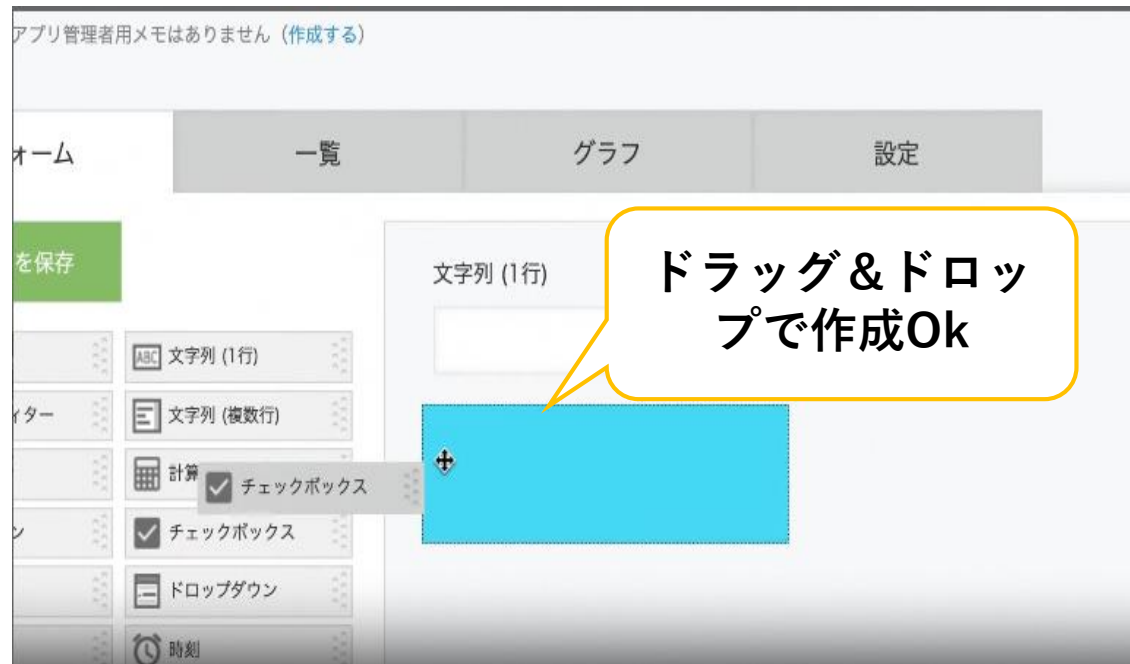 アプリ管理者用メモはありません（作成する）
ォーム
一覧
グラフ
設定
を保存
文字列 (1行)
ドラッグ＆ドロッ
プで作成Ok
文字列 (1行)
ィター
文字列 (複数行)
計算
チェックボックス
ン
チェックボックス
ドロップダウン
時刻